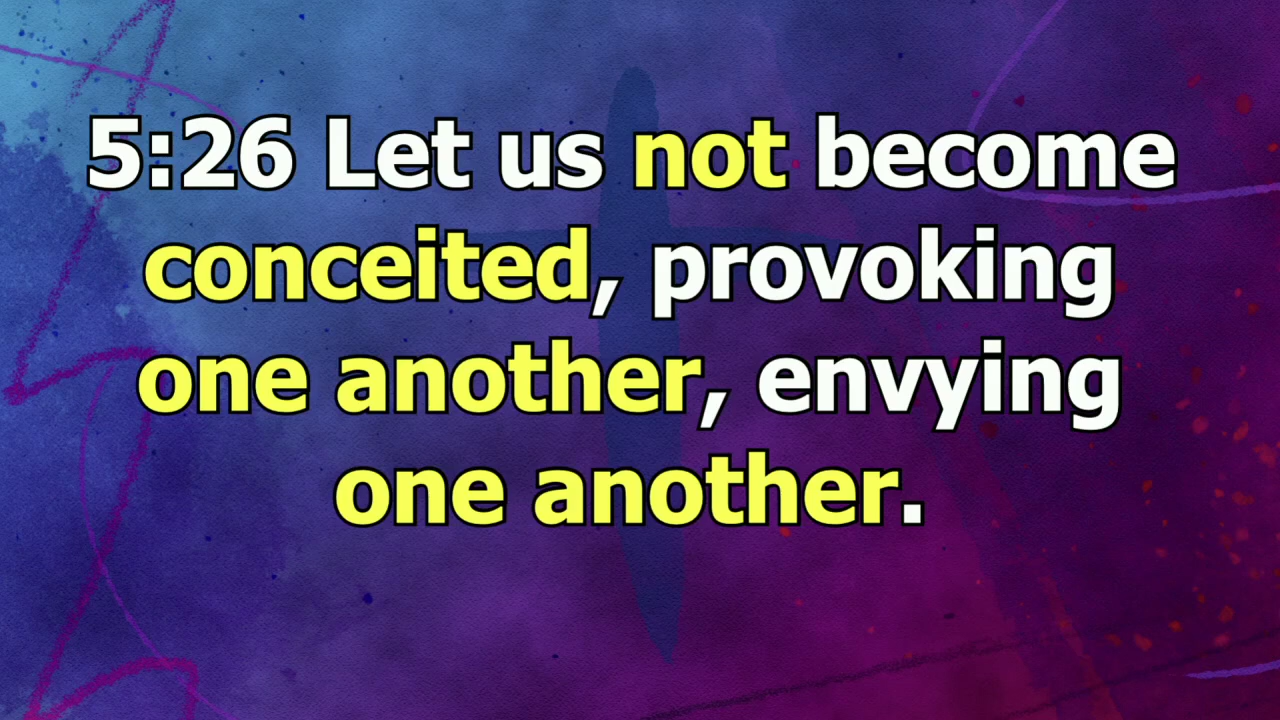 5:26 Let us not become
conceited, provoking
one another, envying
one another.